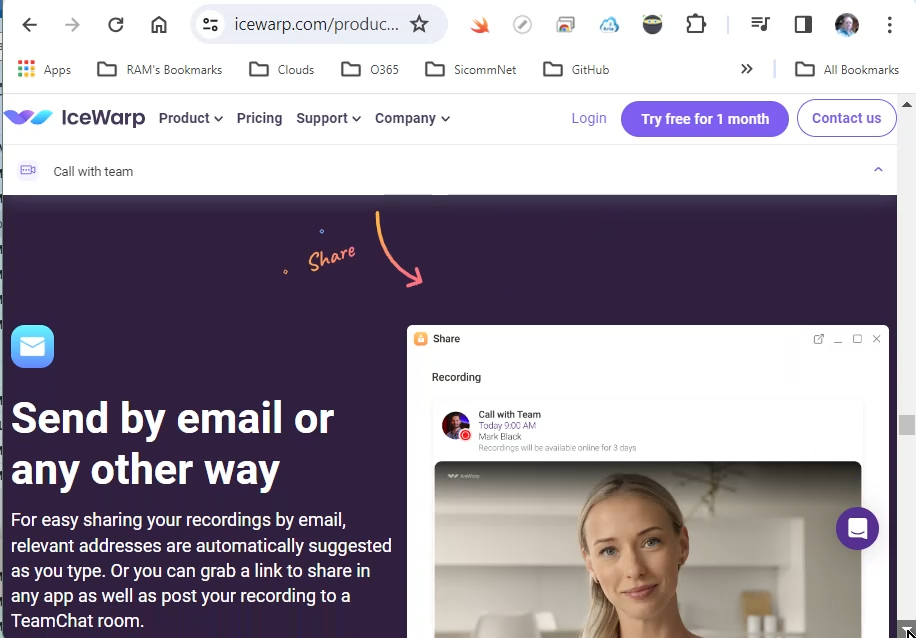 icewarp.com/produc...
Apps
RAM's Bookmarks
Clouds
O365
SicommNet
GitHub
All Bookmarks
IceWarp
Product
Pricing
Support
Company
Login
Try free for 1 month
Contact us
Call with team
Share
Send by email or
any other way
For easy sharing your recordings by email,
relevant addresses are automatically suggested
as you type. Or you can grab a link to share in
any app as well as post your recording to a
TeamChat room.
Share
Recording
Call with Team
Today 9:00 AM
Mark Black
Recordings will be available online for 3 days
IceWarp